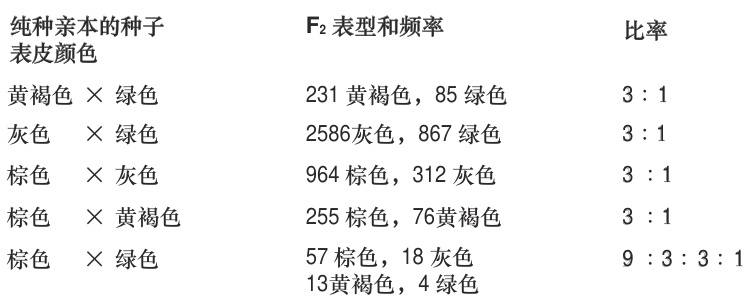 纯种亲本的种子 F₂ 表型和频率 比率
表皮颜色
黄褐色 × 绿色 231 黄褐色，85 绿色 3 : 1
灰色 × 绿色 2586灰色，867 绿色 3 : 1
棕色 × 灰色 964 棕色，312 灰色 3 : 1
棕色 × 黄褐色 255 棕色，76黄褐色 3 : 1
棕色 × 绿色 57 棕色，18 灰色 9 : 3 : 3 : 1
13黄褐色，4 绿色